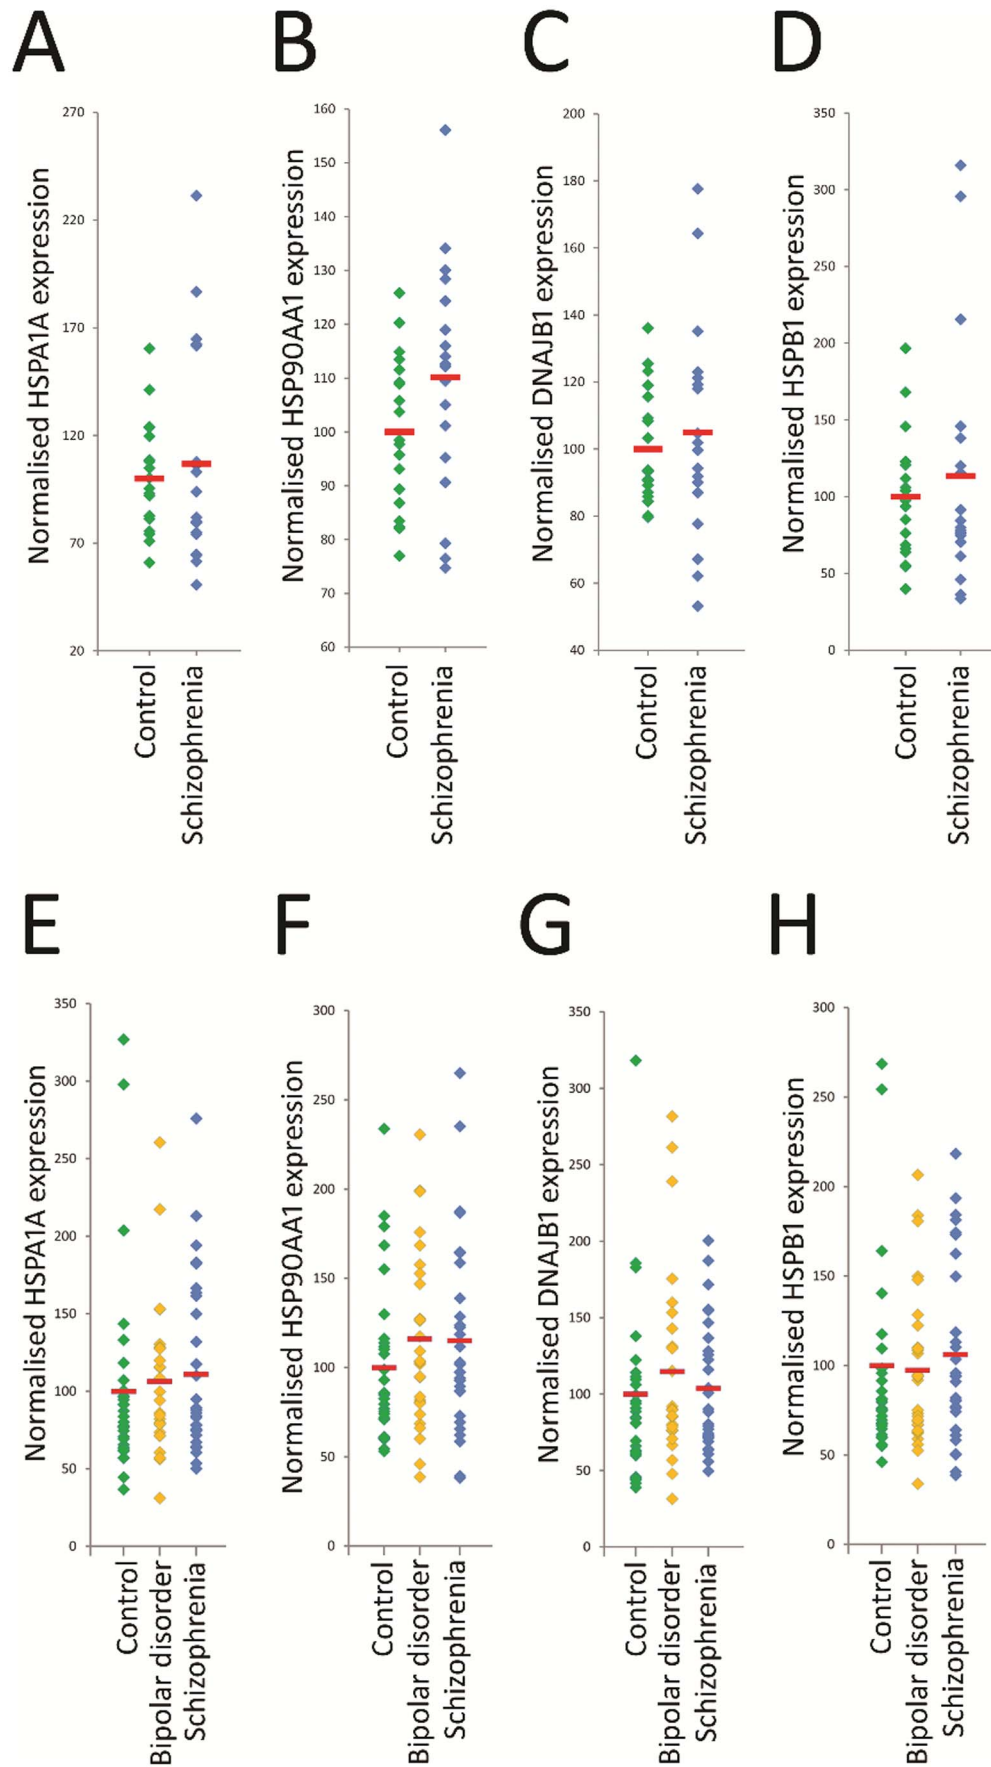 A
B
C
D
Normalised HSPA1A expression
270
220
170
120
70
20
Control
Schizophrenia
Normalised HSP90AA1 expression
160
150
140
130
120
110
100
90
80
70
60
Control
Schizophrenia
Normalised DNAJB1 expression
200
180
160
140
120
100
80
60
40
Control
Schizophrenia
Normalised HSPB1 expression
350
300
250
200
150
100
50
0
Control
Schizophrenia
E
F
G
H
Normalised HSPA1A expression
350
300
250
200
150
100
50
0
Control
Bipolar disorder
Schizophrenia
Normalised HSP90AA1 expression
300
250
200
150
100
50
0
Control
Bipolar disorder
Schizophrenia
Normalised DNAJB1 expression
350
300
250
200
150
100
50
0
Control
Bipolar disorder
Schizophrenia
Normalised HSPB1 expression
300
250
200
150
100
50
0
Control
Bipolar disorder
Schizophrenia